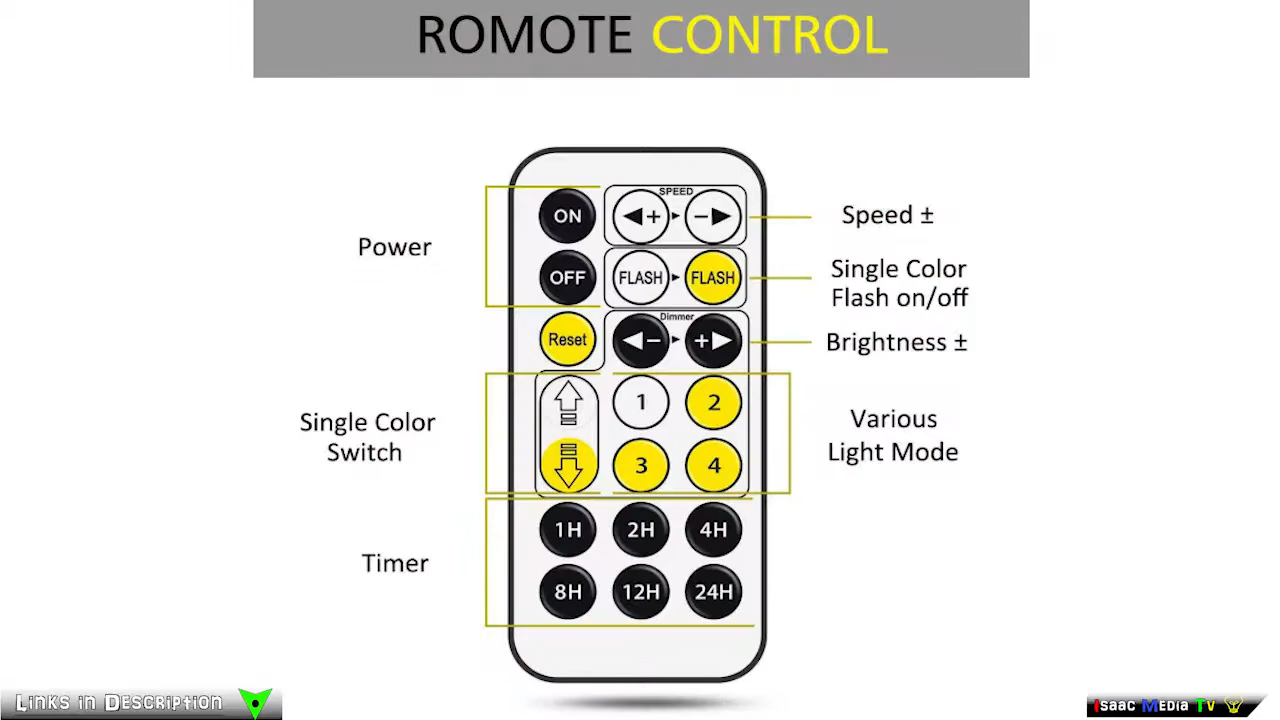 ROMOTE CONTROL
Power
ON
SPEED
+
−
Speed ±
OFF
FLASH
FLASH
Single Color
Flash on/off
Reset
Dimmer
−
+
Brightness ±
Single Color
Switch
1
2
3
4
Various
Light Mode
Timer
1H
2H
4H
8H
12H
24H
Links in Description
Isaac Media Tv